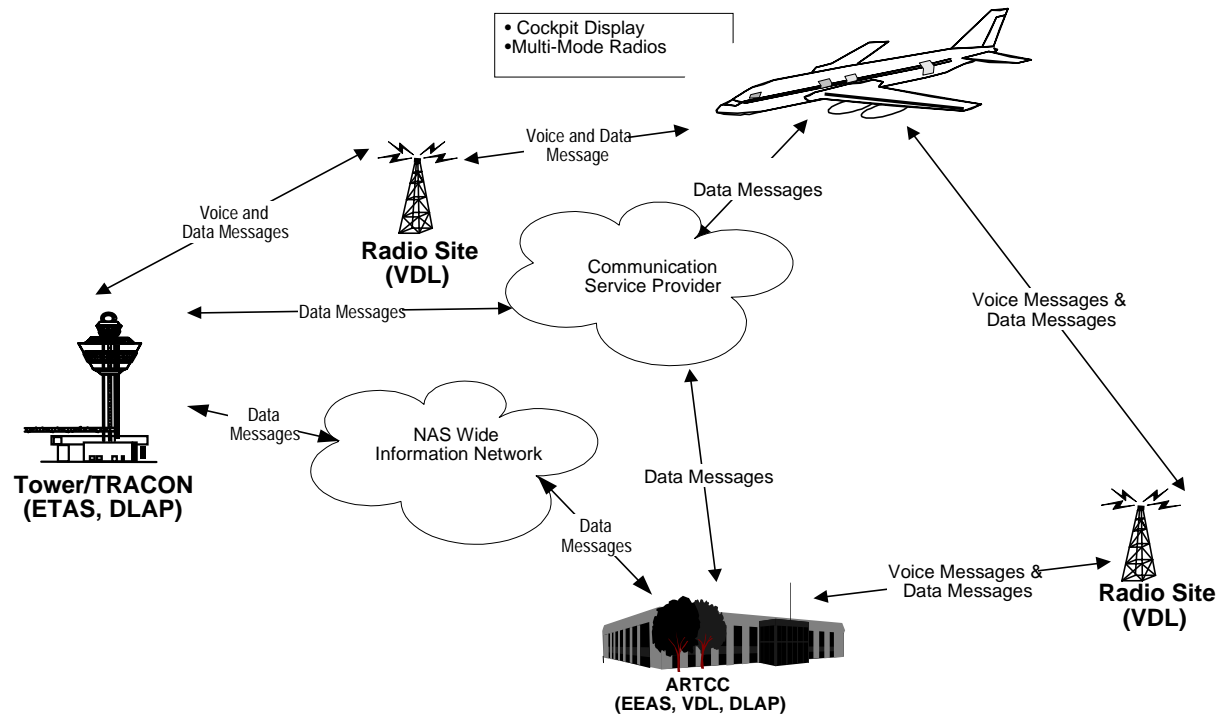 • Cockpit Display
•Multi-Mode Radios
Voice and Data
Message
Data Messages
Voice and
Data Messages
Radio Site
(VDL)
Communication
Service Provider
Data Messages
Voice Messages &
Data Messages
Data
Messages
NAS Wide
Information Network
Data Messages
Tower/TRACON
(ETAS, DLAP)
Data
Messages
Voice Messages &
Data Messages
Radio Site
(VDL)
ARTCC
(EEAS, VDL, DLAP)